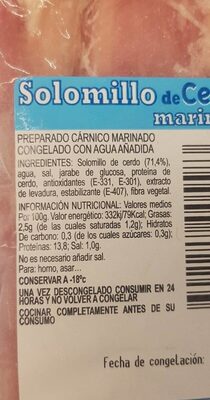 Solomillo de Ce
marin
PREPARADO CÁRNICO MARINADO
CONGELADO CON AGUA AÑADIDA
INGREDIENTES: Solomillo de cerdo (71,4%),
agua, sal, jarabe de glucosa, proteína de
cerdo, antioxidantes (E-331, E-301), extracto
de levadura, estabilizante (E-407), fibra vegetal.
INFORMACIÓN NUTRICIONAL: Valores medios
Por 100g. Valor energético: 332kj/79Kcal; Grasas:
2,5g (de las cuales saturadas 1.2g); Hidratos
De carbono: 0,3 (de los cuales azúcares: 0.3g);
Proteínas: 13,8; Sal: 1,0g.
No es necesario añadir sal.
Para: horno, asar...
CONSERVAR A -18ºc
UNA VEZ DESCONGELADO CONSUMIR EN 24
HORAS Y NO VOLVER A CONGELAR
COCINAR COMPLETAMENTE ANTES DE SU
CONSUMO
Fecha de congelación: